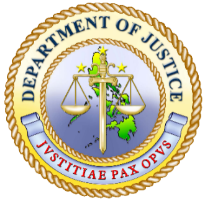 DEPARTMENT OF JUSTICE
JVSTITIAE PAX OPVS